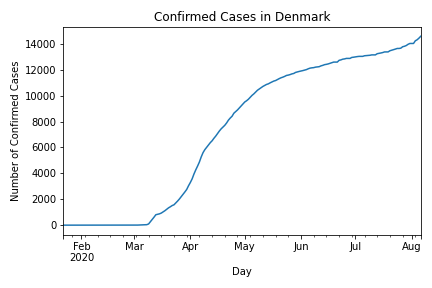 Confirmed Cases in Denmark
Number of Confirmed Cases
14000
12000
10000
8000
6000
4000
2000
0
Feb Mar Apr May Jun Jul Aug
2020
Day